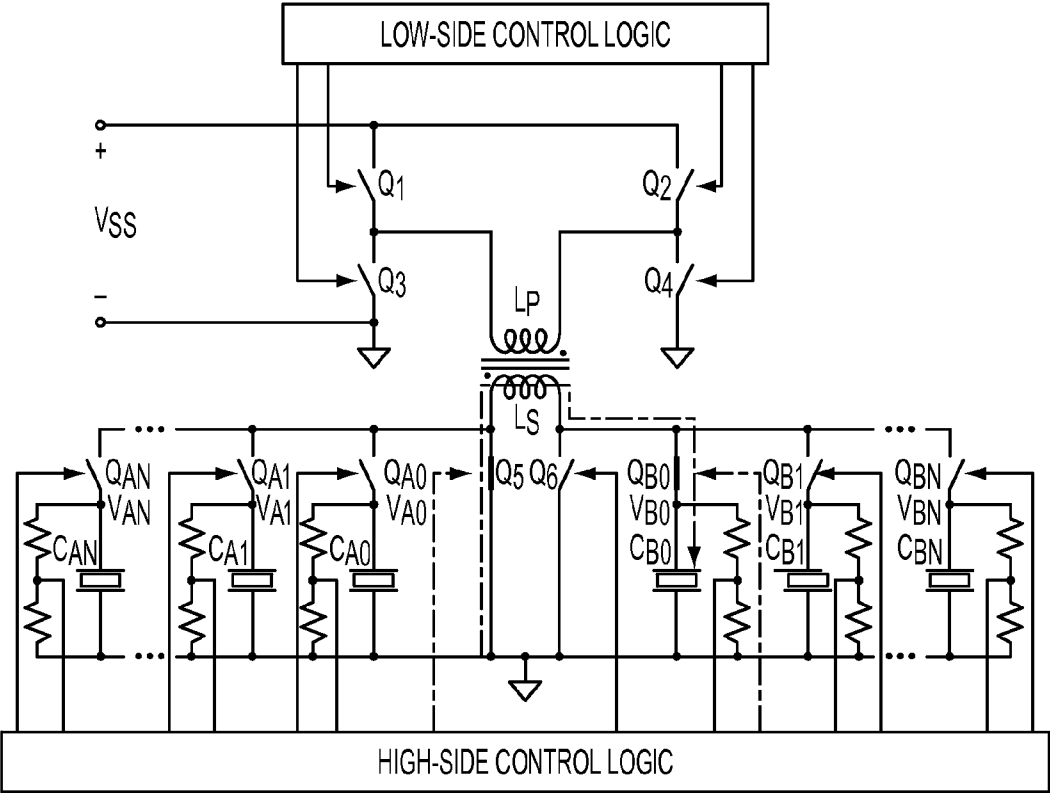 LOW-SIDE CONTROL LOGIC
+
VSS
–
Q1
Q2
Q3
Q4
LP
LS
QAN
VAN
CAN
QA1
VA1
CA1
QA0
VA0
CA0
Q5
Q6
QB0
VB0
CB0
QB1
VB1
CB1
QBN
VBN
CBN
HIGH-SIDE CONTROL LOGIC